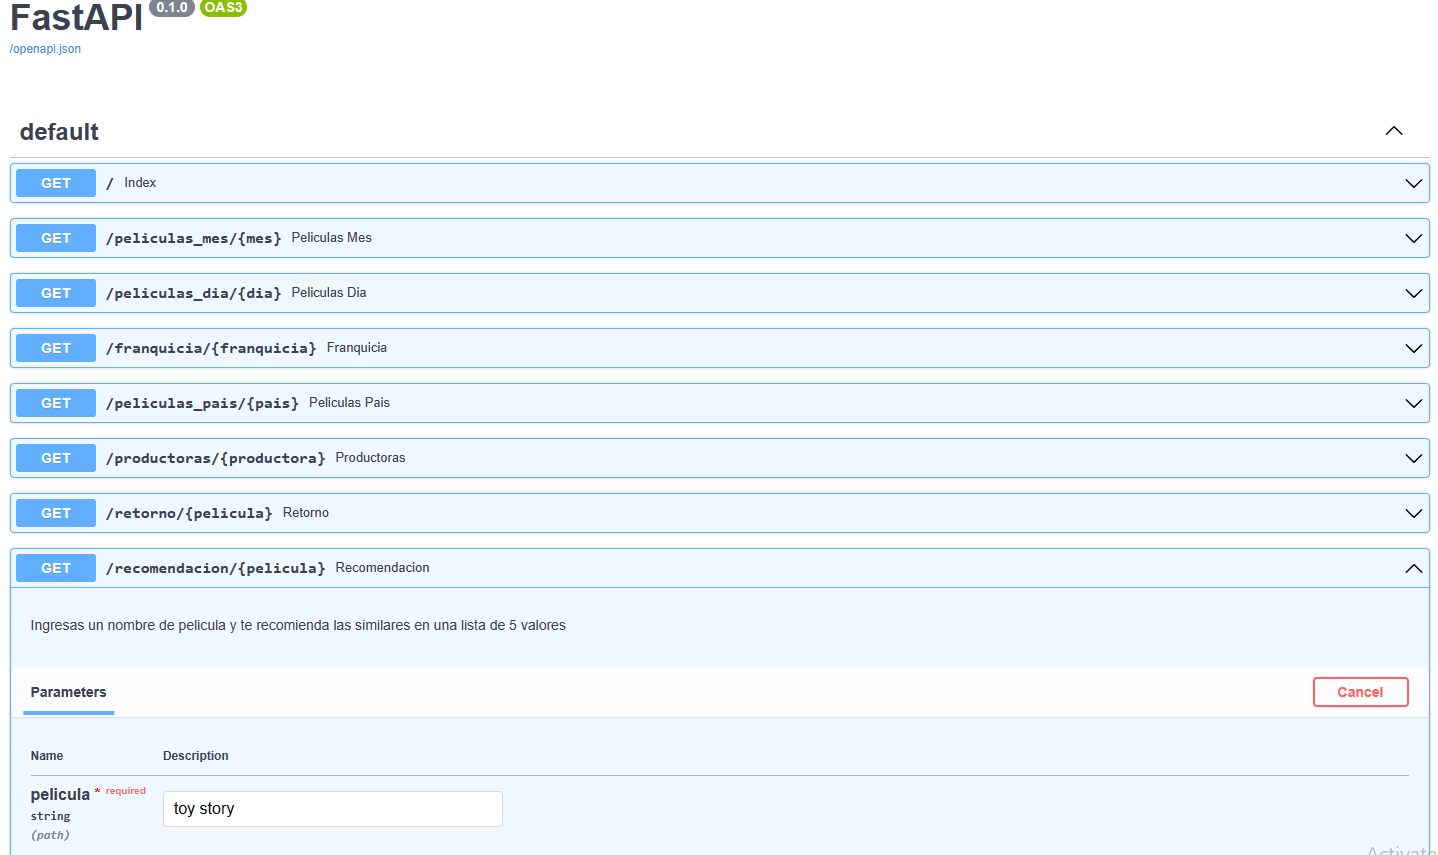 FastAPI 0.1.0 OAS3
/openapi.json
default
GET / Index
GET /peliculas_mes/{mes} Peliculas Mes
GET /peliculas_dia/{dia} Peliculas Dia
GET /franquicia/{franquicia} Franquicia
GET /peliculas_pais/{pais} Peliculas Pais
GET /productoras/{productora} Productoras
GET /retorno/{pelicula} Retorno
GET /recomendacion/{pelicula} Recomendacion
Ingresas un nombre de pelicula y te recomienda las similares en una lista de 5 valores
Parameters Cancel
Name Description
pelicula * required
toy story
string
(path)
Activate